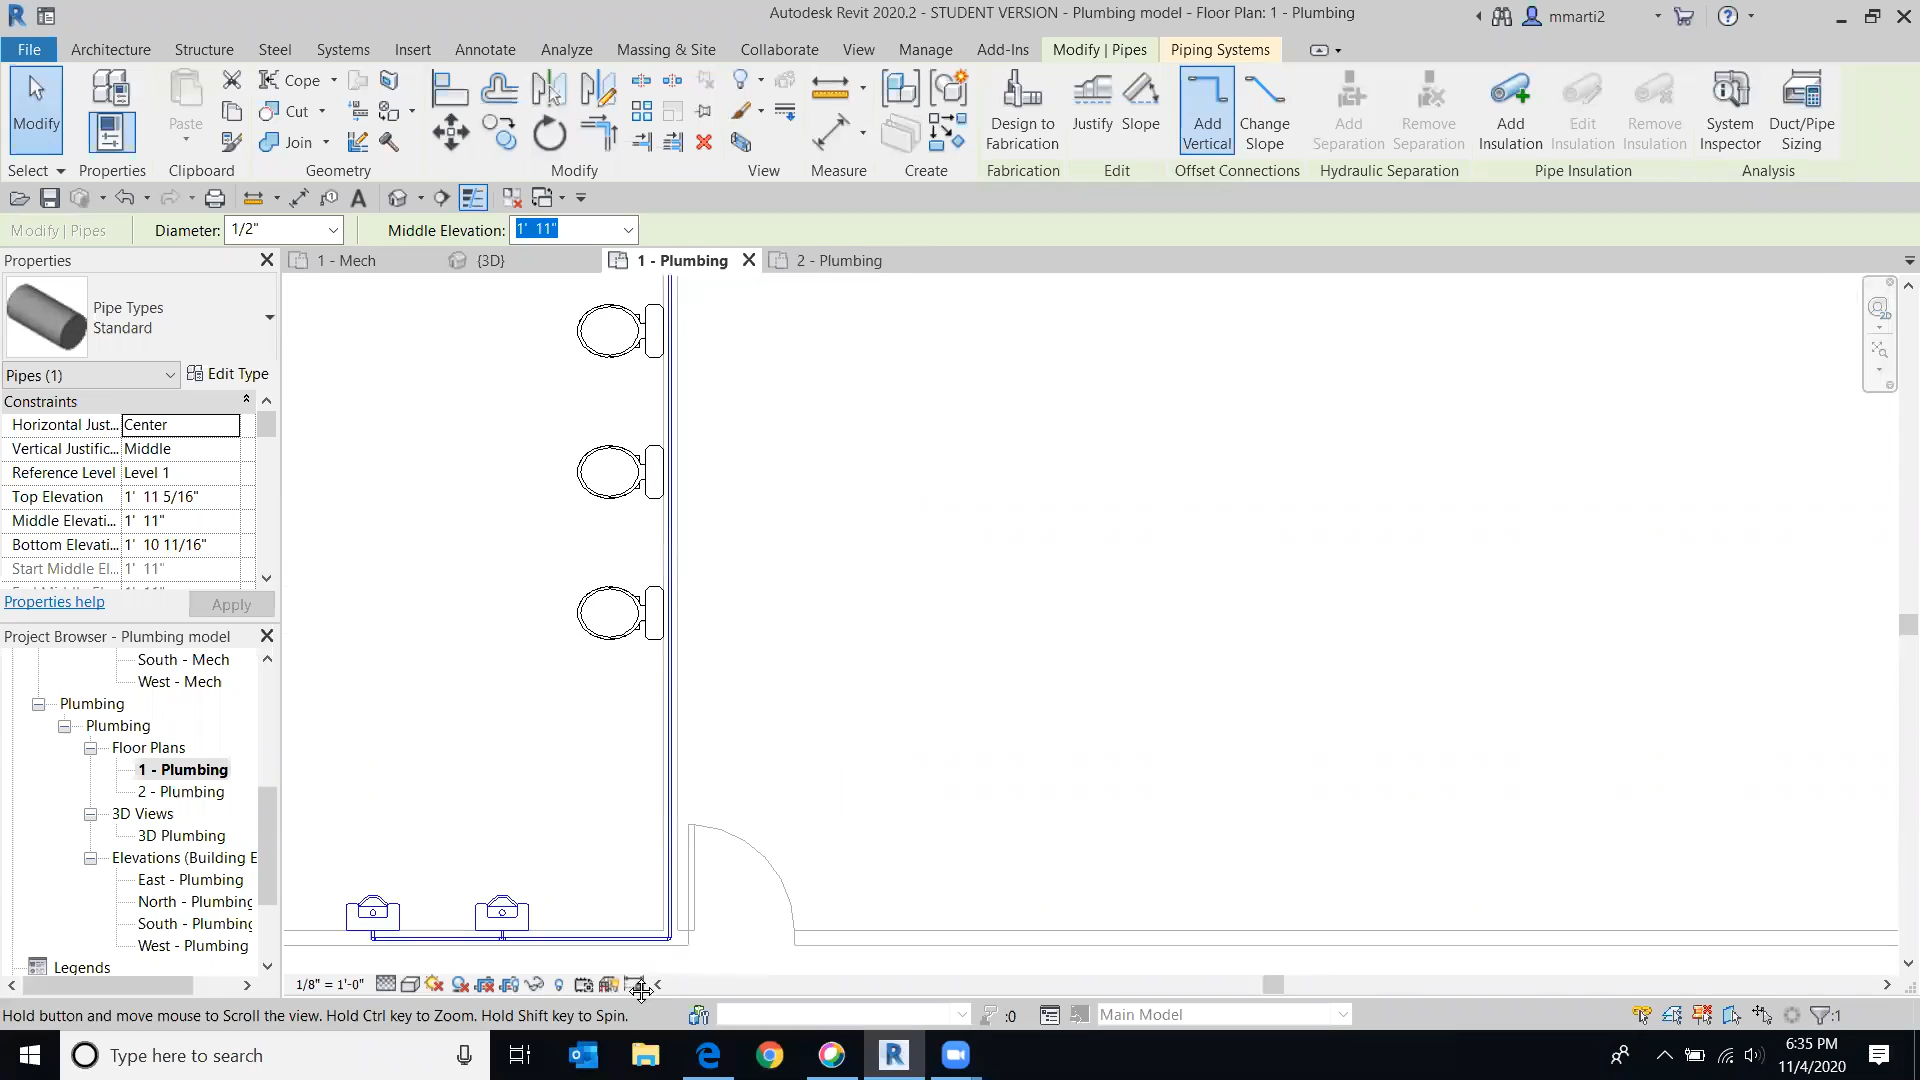 Autodesk Revit 2020.2 - STUDENT VERSION - Plumbing model - Floor Plan: 1 - Plumbing
mmarti2
File Architecture Structure Steel Systems Insert Annotate Analyze Massing & Site Collaborate View Manage Add-Ins Modify | Pipes Piping Systems
Modify
Paste
Cope
Cut
Join
Design to Fabrication
Justify
Slope
Add Vertical
Change Slope
Add Separation
Remove Separation
Add Insulation
Edit Insulation
Remove Insulation
System Inspector
Duct/Pipe Sizing
Select Properties Clipboard Geometry Modify View Measure Create Fabrication Edit Offset Connections Hydraulic Separation Pipe Insulation Analysis
Modify | Pipes Diameter: 1/2" Middle Elevation: 1' 11"
Properties
1 - Mech {3D} 1 - Plumbing 2 - Plumbing
Pipe Types
Standard
Pipes (1) Edit Type
Constraints
Horizontal Just... Center
Vertical Justific... Middle
Reference Level Level 1
Top Elevation 1' 11 5/16"
Middle Elevati... 1' 11"
Bottom Elevati... 1' 10 11/16"
Start Middle El... 1' 11"
Properties help Apply
Project Browser - Plumbing model
South - Mech
West - Mech
Plumbing
Plumbing
Floor Plans
1 - Plumbing
2 - Plumbing
3D Views
3D Plumbing
Elevations (Building E
East - Plumbing
North - Plumbing
South - Plumbing
West - Plumbing
Legends
1/8" = 1'-0"
Hold button and move mouse to Scroll the view. Hold Ctrl key to Zoom. Hold Shift key to Spin.
:0
Main Model
:1
Type here to search
6:35 PM
11/4/2020